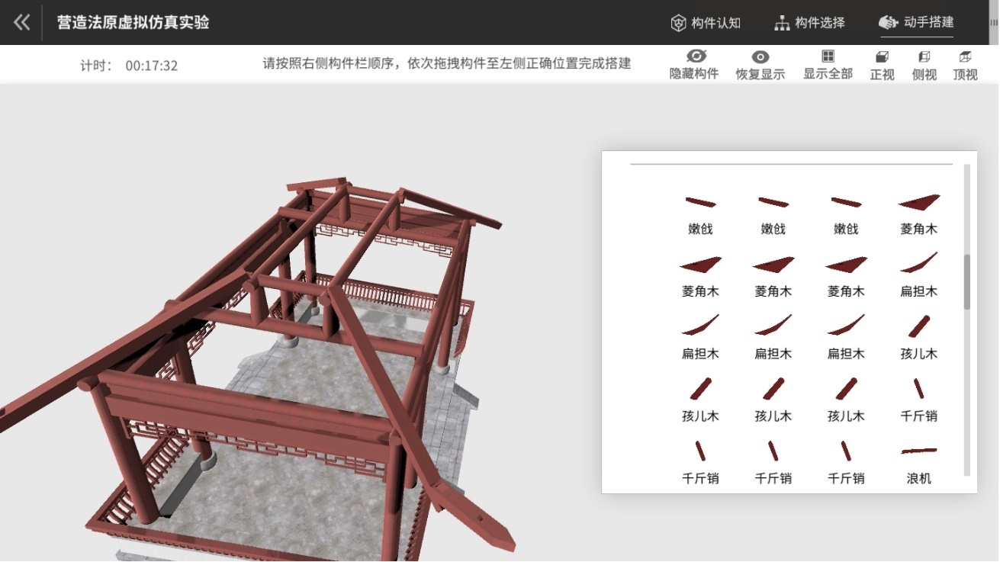 营造法原虚拟仿真实验
构件认知
构件选择
动手搭建
计时： 00:17:32
请按照右侧构件栏顺序，依次拖拽构件至左侧正确位置完成搭建
隐藏构件
恢复显示
显示全部
正视
侧视
顶视
嫩戗 嫩戗 嫩戗 菱角木
菱角木 菱角木 菱角木 扁担木
扁担木 扁担木 扁担木 孩儿木
孩儿木 孩儿木 孩儿木 千斤销
千斤销 千斤销 千斤销 浪机